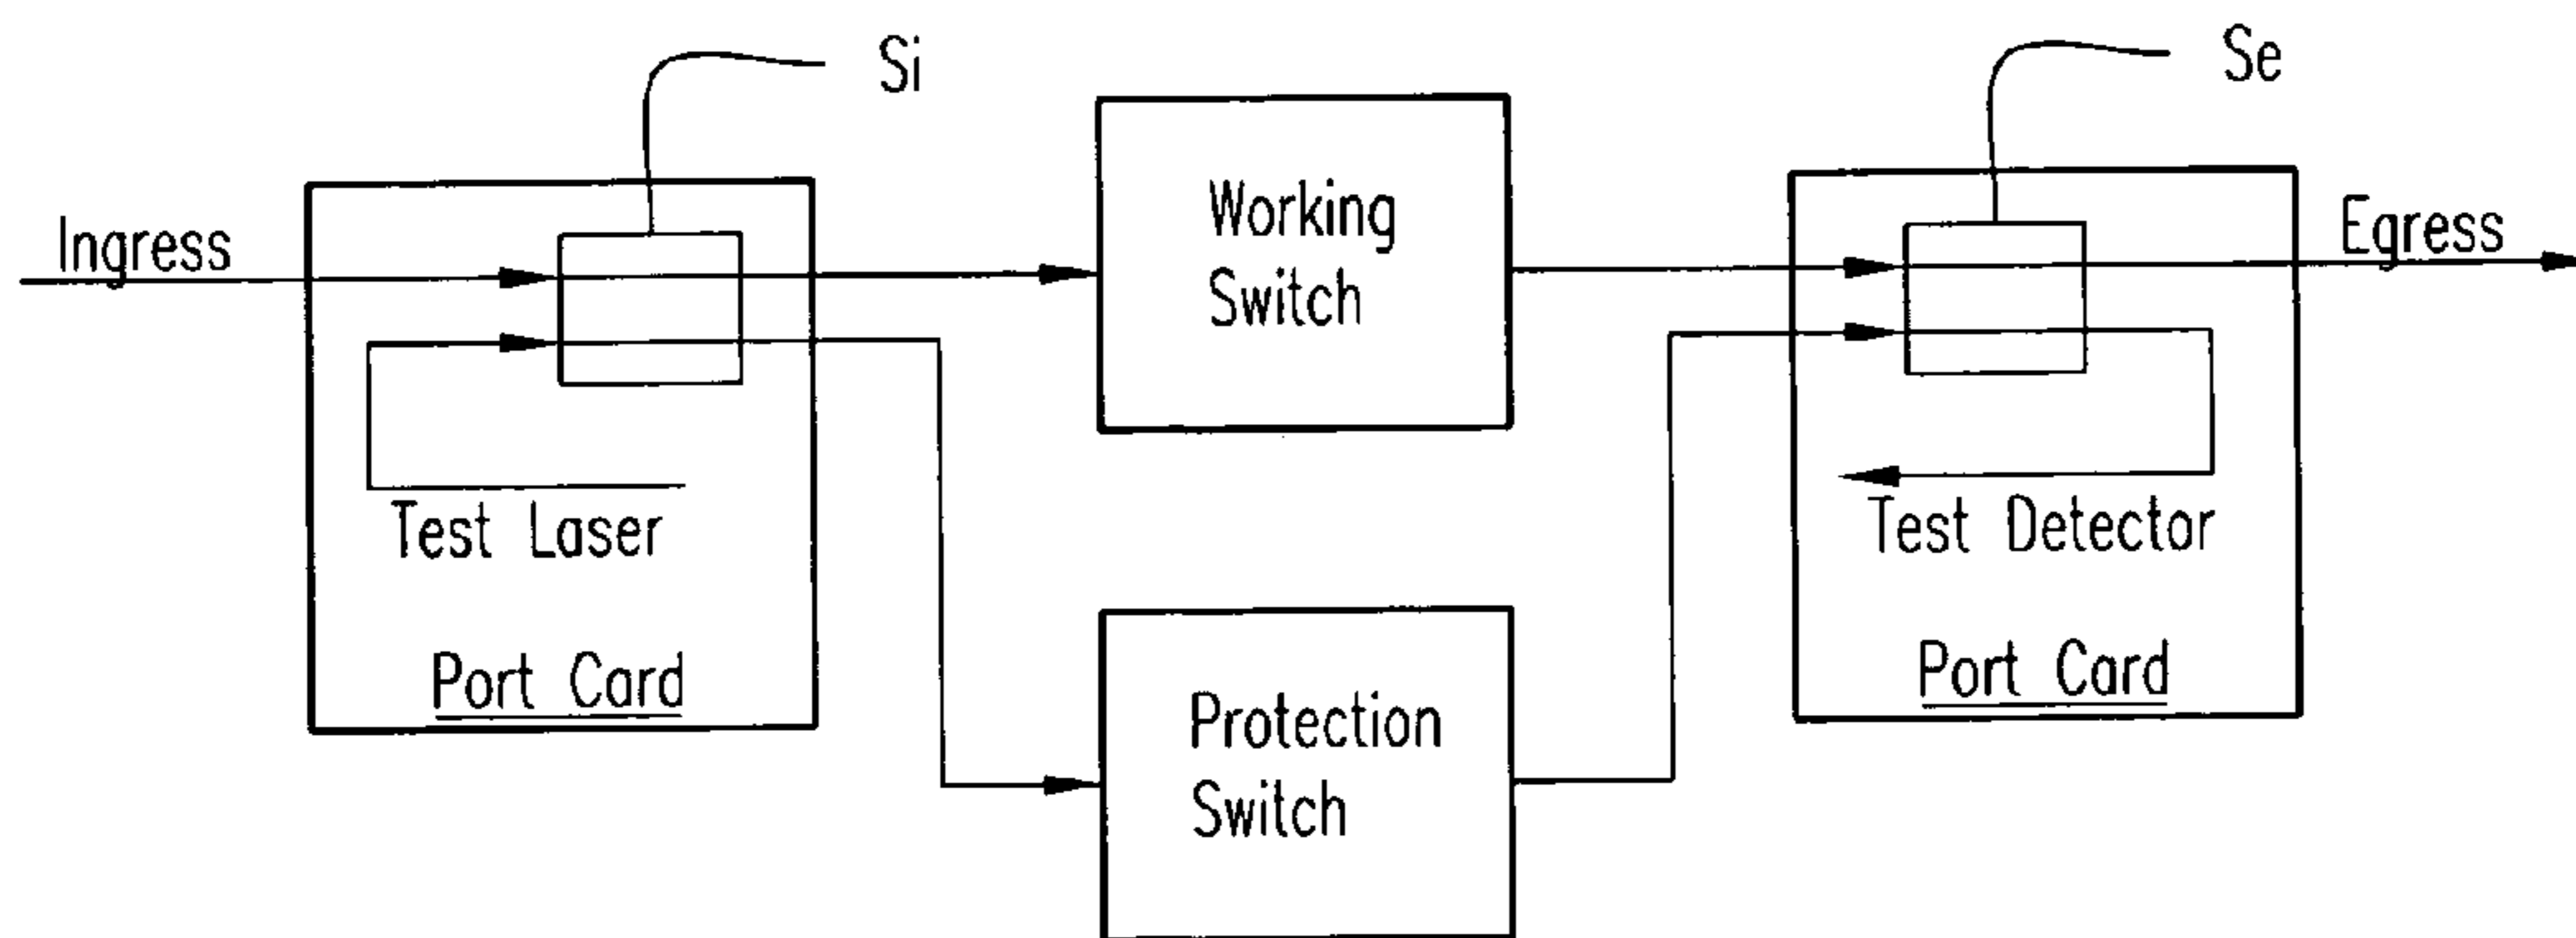 Si
Se
Ingress
Working
Switch
Egress
Test Laser
Test Detector
Port Card
Port Card
Protection
Switch